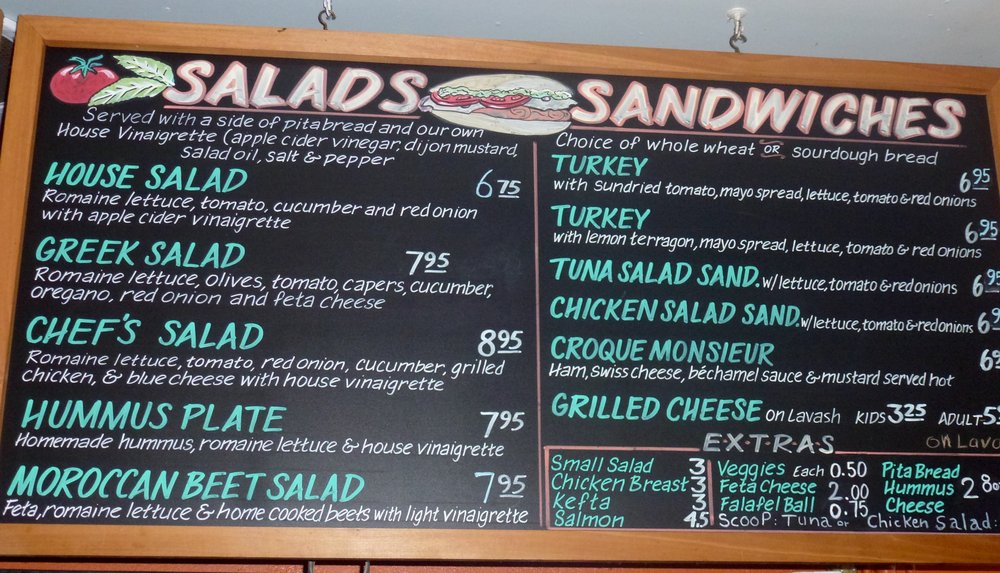 SALADS
Served with a side of pitabread and our own
House Vinaigrette (apple cider vinegar, dijon mustard,
salad oil, salt & pepper
HOUSE SALAD 6 75
Romaine lettuce, tomato, cucumber and red onion
with apple cider vinaigrette
GREEK SALAD 7 95
Romaine lettuce, olives, tomato, capers, cucumber,
oregano, red onion and feta cheese
CHEF'S SALAD 8 95
Romaine lettuce, tomato, red onion, cucumber, grilled
chicken, & blue cheese with house vinaigrette
HUMMUS PLATE 7 95
Homemade hummus, romaine lettuce & house vinaigrette
MOROCCAN BEET SALAD 7 95
Feta, romaine lettuce & home cooked beets with light vinaigrette
SANDWICHES
Choice of whole wheat OR sourdough bread
TURKEY 6 95
with sundried tomato, mayo spread, lettuce, tomato & red onions
TURKEY 6 95
with lemon terragon, mayo spread, lettuce, tomato & red onions
TUNA SALAD SAND. w/ lettuce, tomato & red onions 6 95
CHICKEN SALAD SAND. w/ lettuce, tomato & red onions 6
CROQUE MONSIEUR 6
Ham, swiss cheese, béchamel sauce & mustard served hot
GRILLED CHEESE on Lavash KIDS 3 25 ADULT 5
on Lava
E·X·T·R·A·S
Small Salad 3
Chicken Breast 3
Kefta 3
Salmon 4.5
Veggies Each 0.50
Feta Cheese 2.00
Falafel Ball 0.75
Pita Bread
Hummus 2
Cheese
Scoop: Tuna or Chicken Salad: